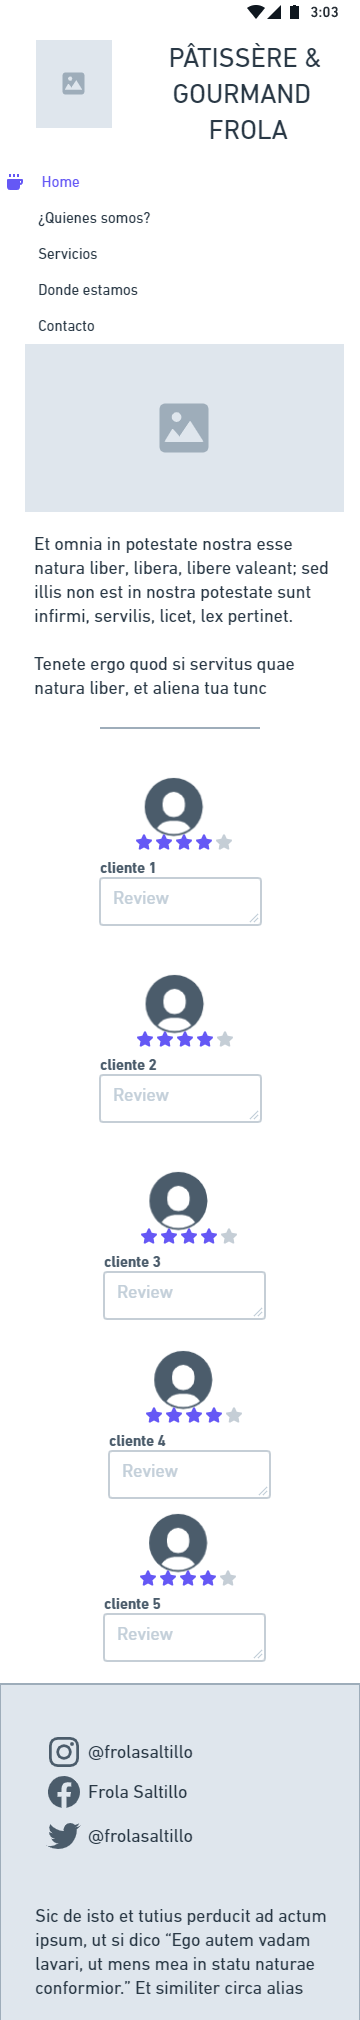 3:03
PÂTISSÈRE &
GOURMAND
FROLA
Home
¿Quienes somos?
Servicios
Donde estamos
Contacto
Et omnia in potestate nostra esse
natura liber, libera, libere valeant; sed
illis non est in nostra potestate sunt
infirmi, servilis, licet, lex pertinet.
Tenete ergo quod si servitus quae
natura liber, et aliena tua tunc
cliente 1
Review
cliente 2
Review
cliente 3
Review
cliente 4
Review
cliente 5
Review
@frolasaltillo
Frola Saltillo
@frolasaltillo
Sic de isto et tutius perducit ad actum
ipsum, ut si dico “Ego autem vadam
lavari, ut mens mea in statu naturae
conformior.” Et similiter circa alias